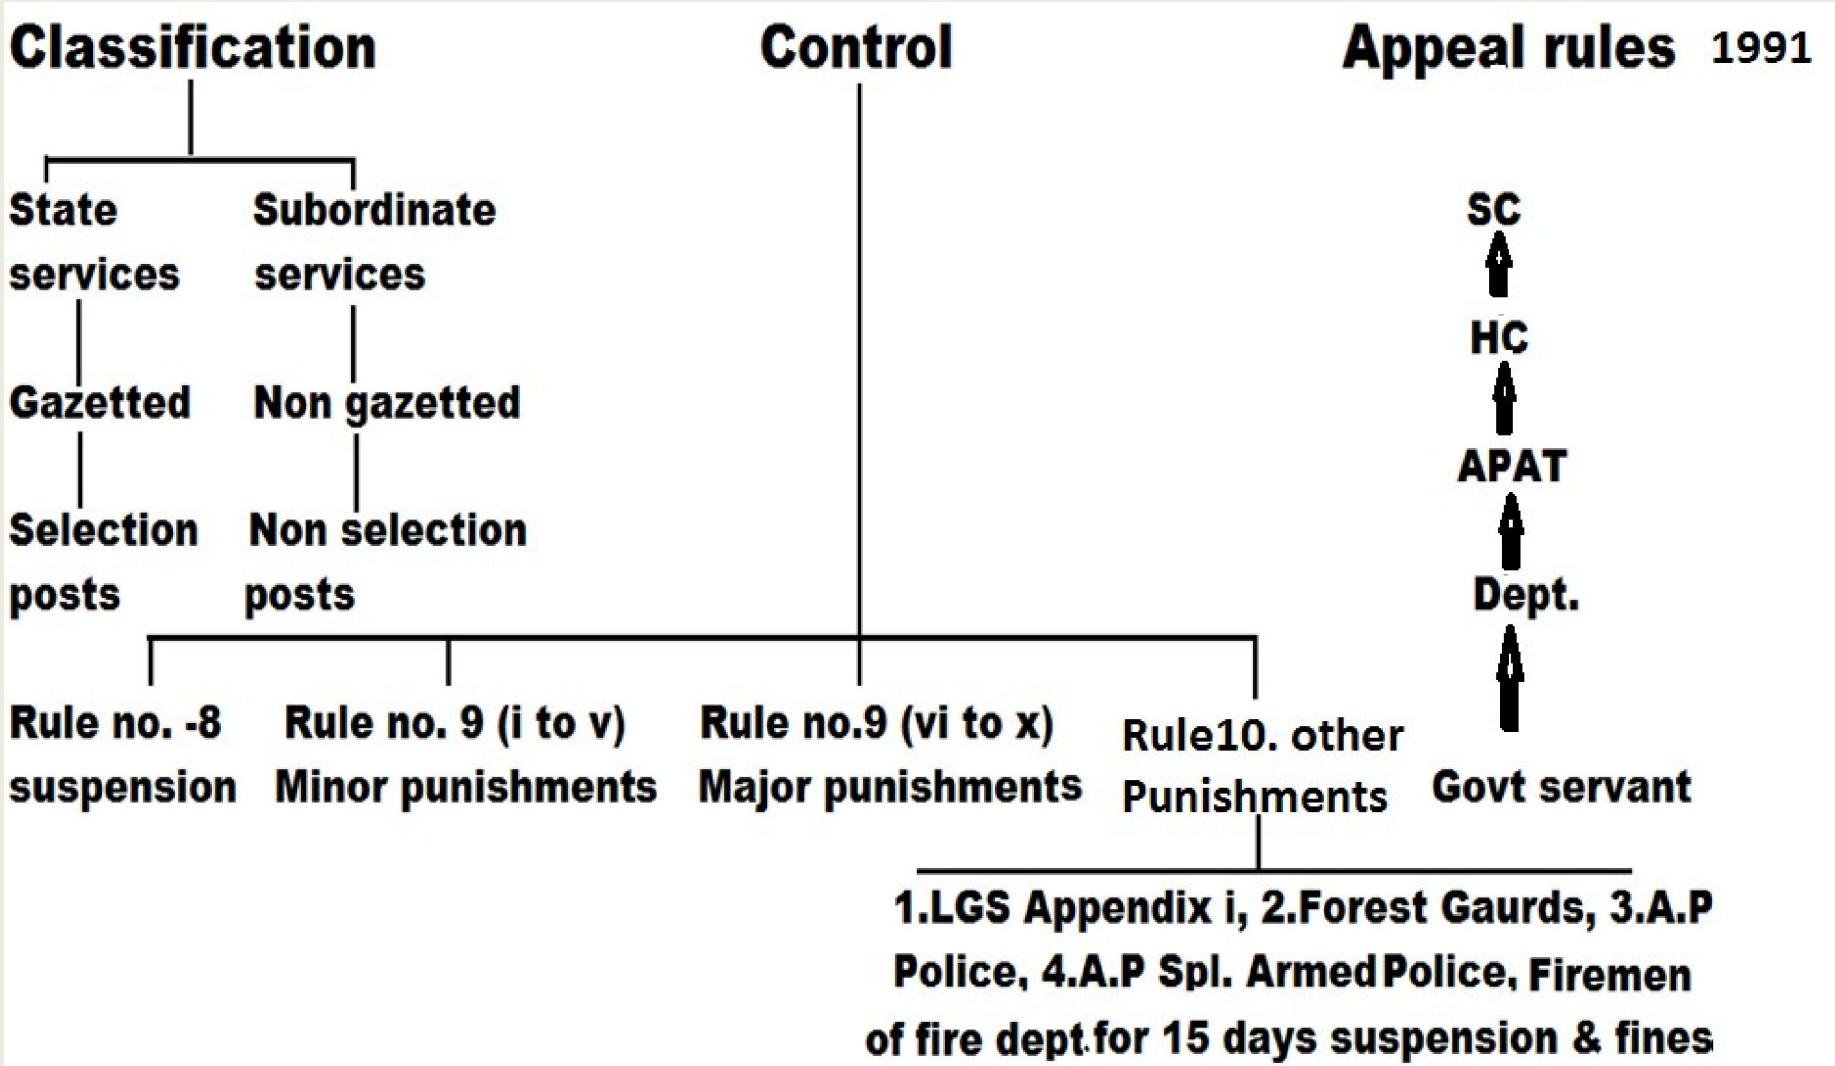 Classification
Control
Appeal rules 1991
State
services
Subordinate
services
Gazetted
Non gazetted
Selection
posts
Non selection
posts
SC
HC
APAT
Dept.
Govt servant
Rule no. -8
suspension
Rule no. 9 (i to v)
Minor punishments
Rule no.9 (vi to x)
Major punishments
Rule10. other
Punishments
1.LGS Appendix i, 2.Forest Gaurds, 3.A.P
Police, 4.A.P Spl. Armed Police, Firemen
of fire dept.for 15 days suspension & fines